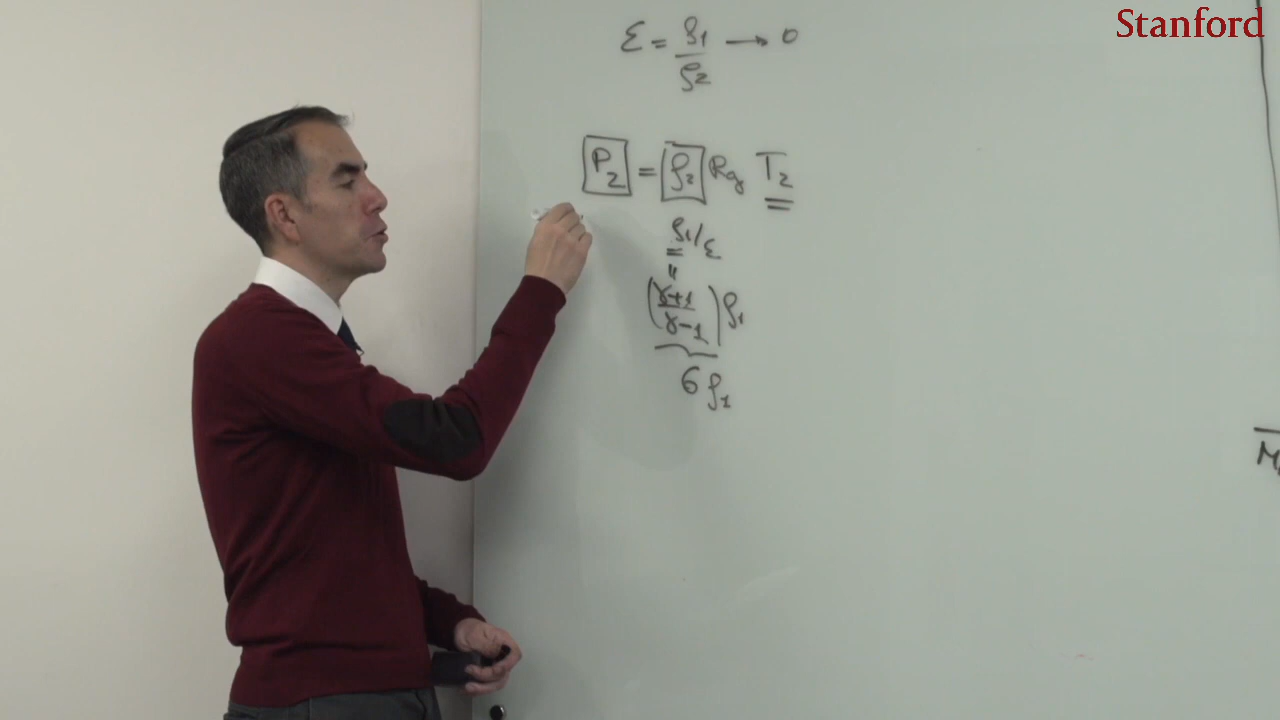 Stanford
ε = ρ1/ρ2 → 0
P2 = ρ2 Rg T2
= ρ1/ε
"
(γ+1/γ-1) ρ1
6 ρ1